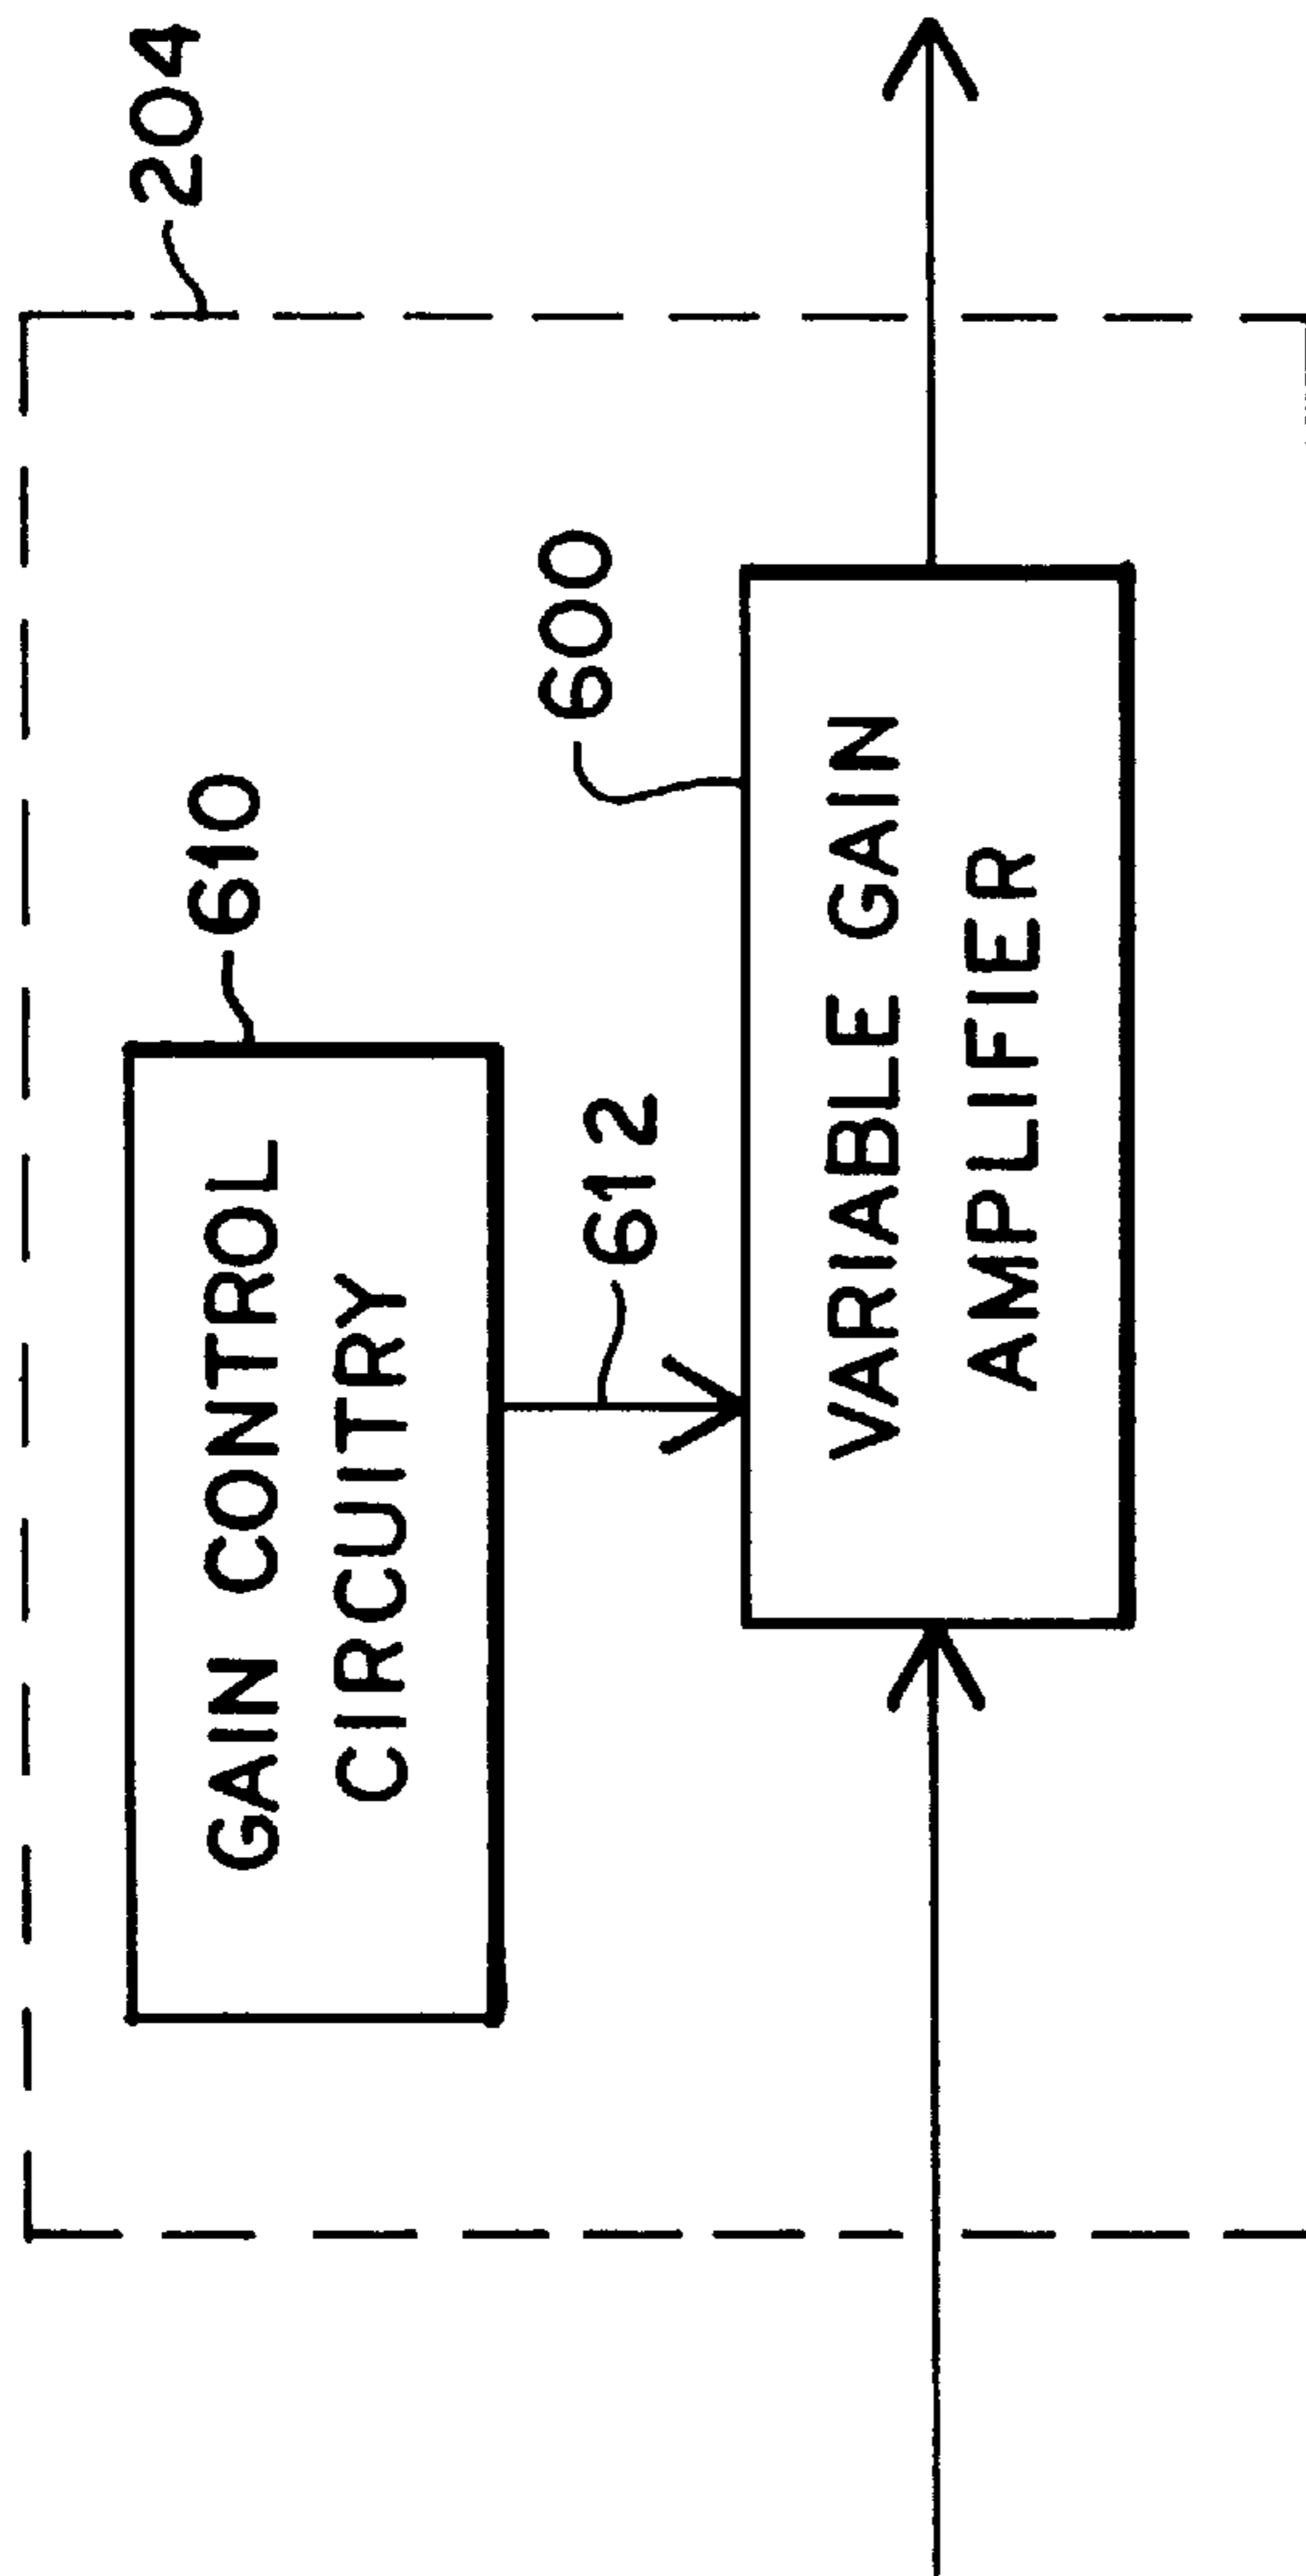 204
610
GAIN CONTROL
CIRCUITRY
612
600
VARIABLE GAIN
AMPLIFIER